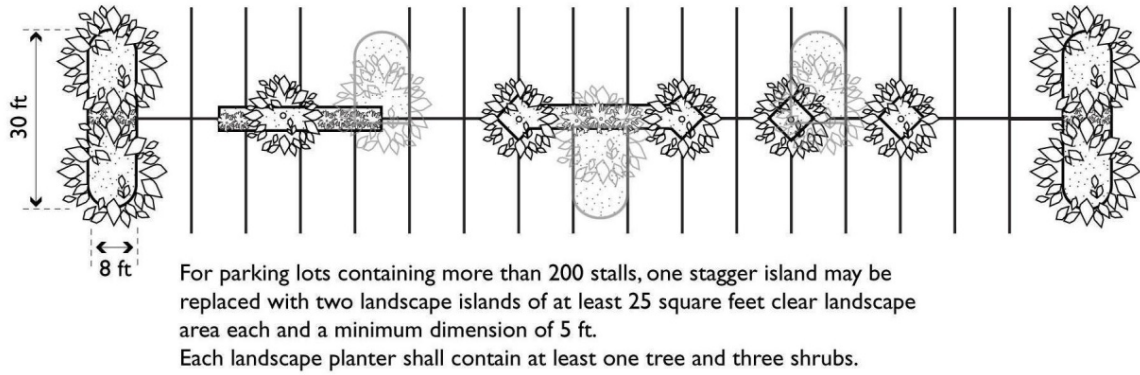 30 ft
8 ft
For parking lots containing more than 200 stalls, one stagger island may be
replaced with two landscape islands of at least 25 square feet clear landscape
area each and a minimum dimension of 5 ft.
Each landscape planter shall contain at least one tree and three shrubs.